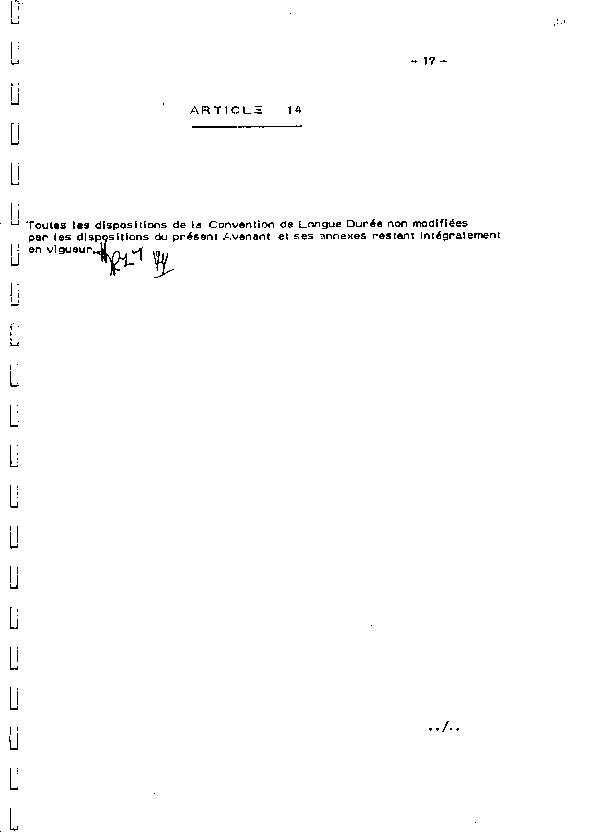 - 17 -
ARTICLE 14
Toutes les dispositions de la Convention de Longue Durée non modifiées
par les dispositions du présent Avenant et ses annexes restent intégralement
en vigueur.
../..